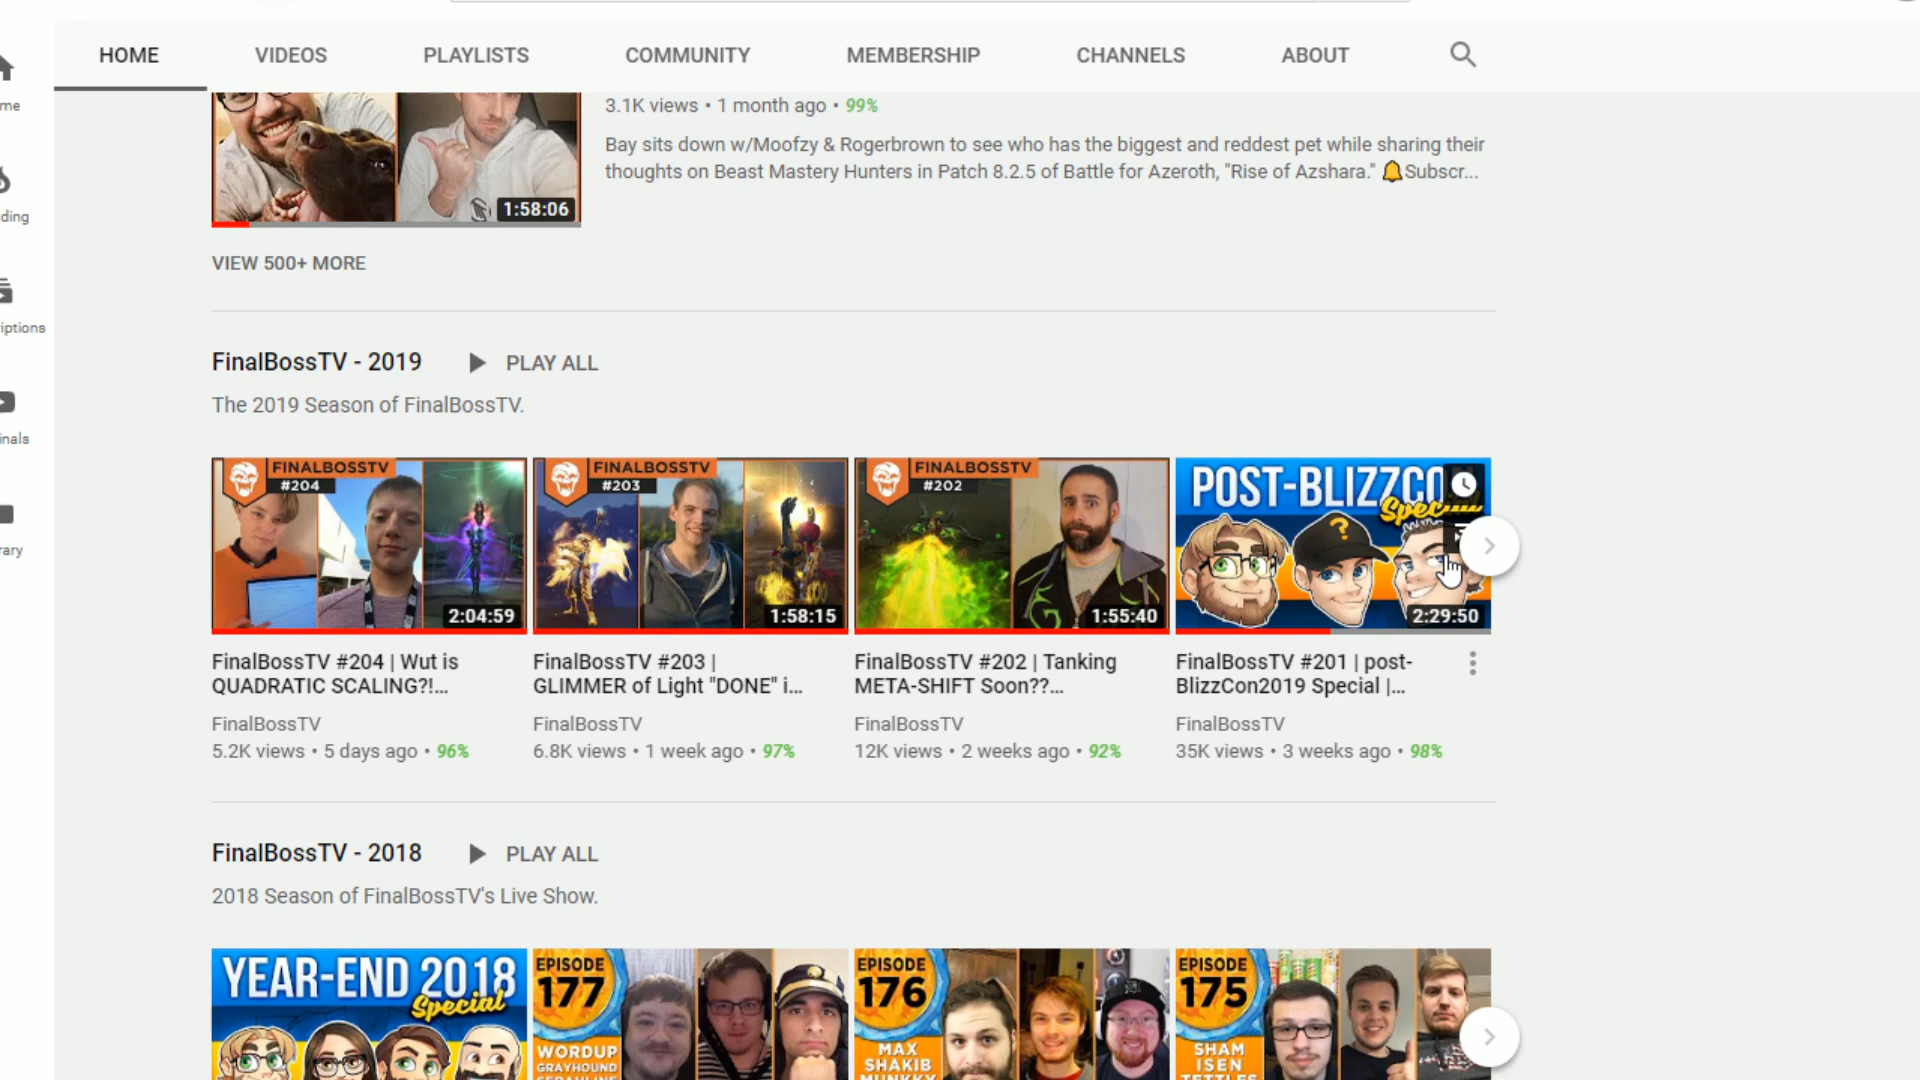 HOME VIDEOS PLAYLISTS COMMUNITY MEMBERSHIP CHANNELS ABOUT
me
3.1K views • 1 month ago • 99%
Bay sits down w/Moofzy & Rogerbrown to see who has the biggest and reddest pet while sharing their
thoughts on Beast Mastery Hunters in Patch 8.2.5 of Battle for Azeroth, "Rise of Azshara." 🔔Subscr...
1:58:06
ding
VIEW 500+ MORE
iptions
FinalBossTV - 2019 PLAY ALL
The 2019 Season of FinalBossTV.
inals
FINALBOSSTV
#204
2:04:59
FINALBOSSTV
#203
1:58:15
FINALBOSSTV
#202
1:55:40
POST-BLIZZCO
Spec
?
2:29:50
rary
FinalBossTV #204 | Wut is
QUADRATIC SCALING?!...
FinalBossTV
5.2K views • 5 days ago • 96%
FinalBossTV #203 |
GLIMMER of Light "DONE" i...
FinalBossTV
6.8K views • 1 week ago • 97%
FinalBossTV #202 | Tanking
META-SHIFT Soon??...
FinalBossTV
12K views • 2 weeks ago • 92%
FinalBossTV #201 | post-
BlizzCon2019 Special |...
FinalBossTV
35K views • 3 weeks ago • 98%
FinalBossTV - 2018 PLAY ALL
2018 Season of FinalBossTV's Live Show.
YEAR-END 2018
Special
EPISODE
177
WORDUP
GRAYHOUND
EPISODE
176
MAX
SHAKIB
MUNKKY
EPISODE
175
SHAM
ISEN
TETTLES